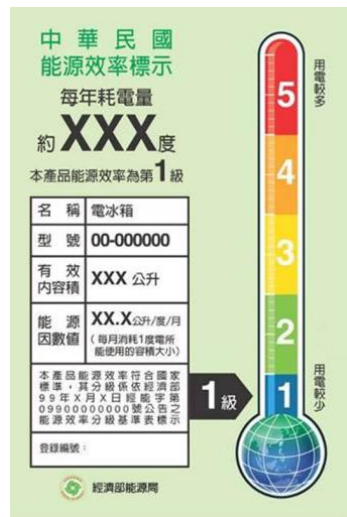 中華民國
能源效率標示
每年耗電量
約XXX度
本產品能源效率為第1級
名稱 電冰箱
型號 00-000000
有效內容積 XXX 公升
能源因數值 XX.X公升/度/月
(每月消耗1度電所
能使用的容積大小)
本產品能源效率符合國家
標準,其分級係依經濟部
99年X月X日經能字第
09900000000號公告之
能源效率分級基準表標示
登錄編號:
經濟部能源局
用電較多
5
4
3
2
1
用電較少
1級